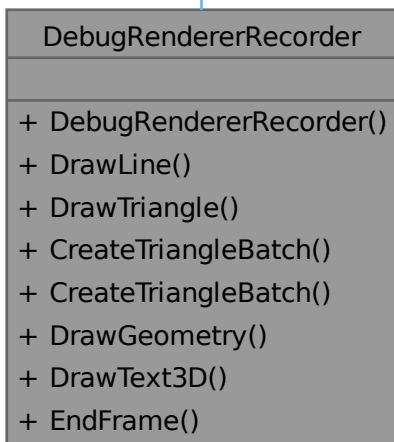 DebugRendererRecorder
+ DebugRendererRecorder()
+ DrawLine()
+ DrawTriangle()
+ CreateTriangleBatch()
+ CreateTriangleBatch()
+ DrawGeometry()
+ DrawText3D()
+ EndFrame()